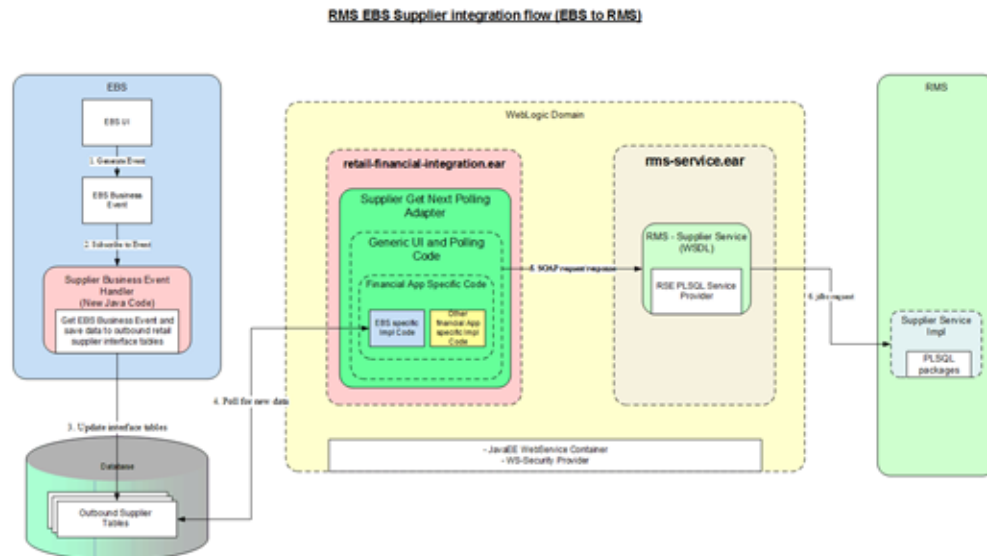 RMS EBS Supplier integration flow (EBS to RMS)
EBS
EBS UI
1. Generate Event
EBS Business
Event
2. Subscribe to Event
Supplier Business Event
Handler
(New Java Code)
Get EBS Business Event and
save data to outbound retail
supplier interface tables
3. Update interface tables
Database
Outbound Supplier
Tables
4. Poll for new data
WebLogic Domain
retail-financial-integration.ear
Supplier Get Next Polling
Adapter
Generic UI and Polling
Code
Financial App Specific Code
EBS specific
Impl Code
Other
financial App
specific Impl
Code
5. SOAP request/response
rms-service.ear
RMS - Supplier Service
(WSDL)
RSE PLSQL Service
Provider
- JavaEE WebService Container
- WS-Security Provider
6. jdbc request
RMS
Supplier Service
Impl
PLSQL
packages